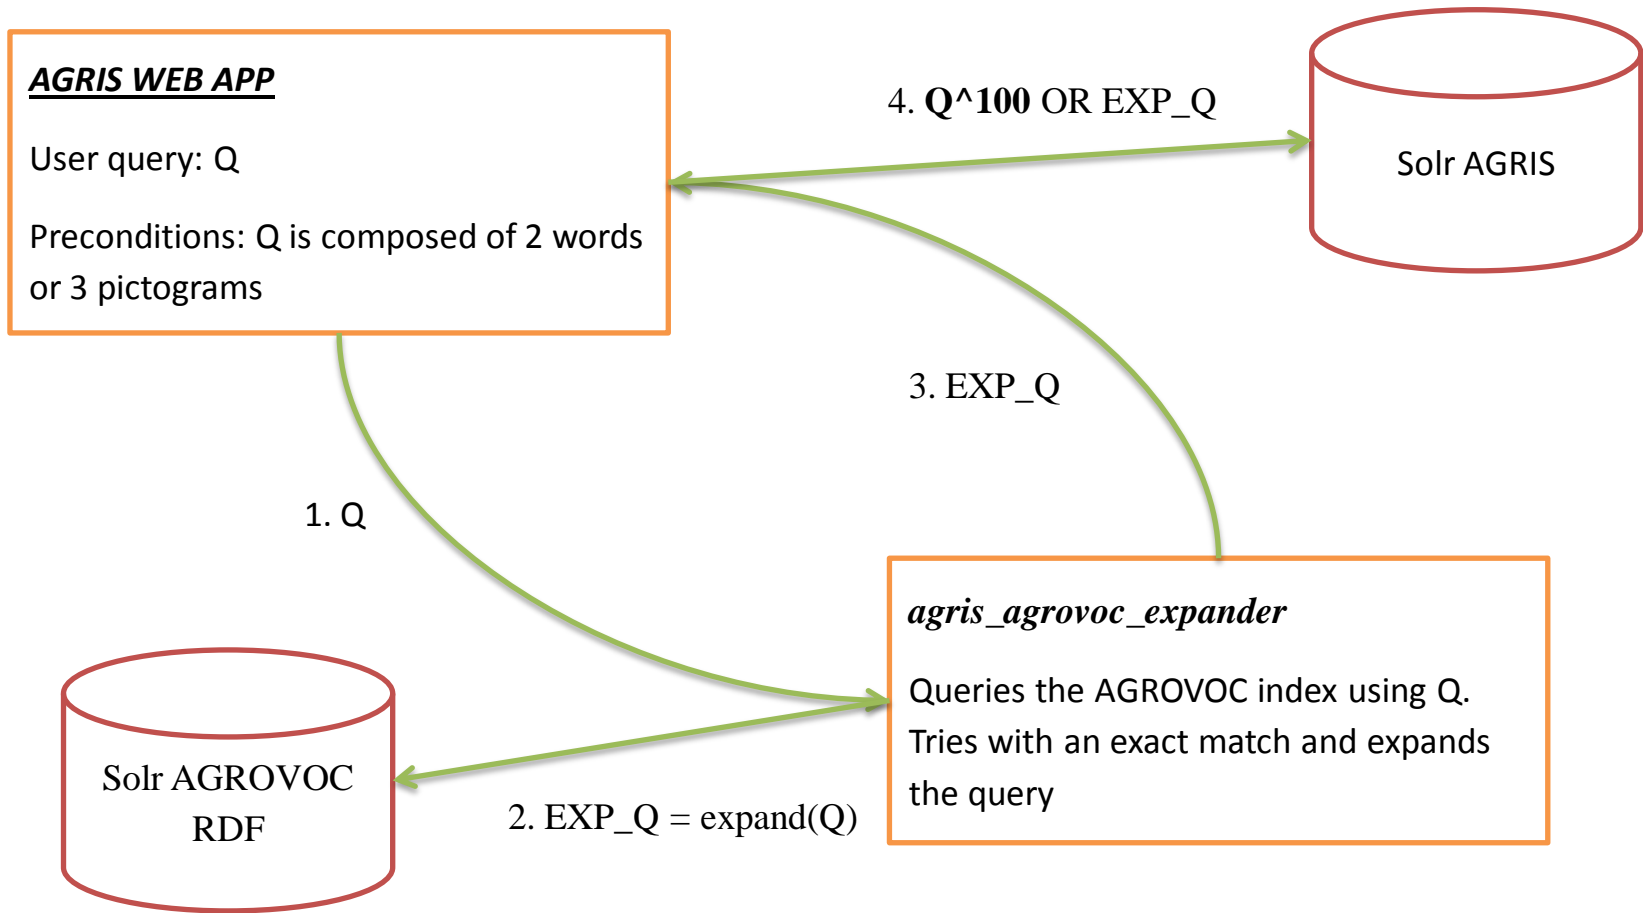 AGRIS WEB APP
User query: Q
Preconditions: Q is composed of 2 words
or 3 pictograms
4. Q^100 OR EXP_Q
Solr AGRIS
3. EXP_Q
1. Q
agris_agrovoc_expander
Queries the AGROVOC index using Q.
Tries with an exact match and expands
the query
Solr AGROVOC
RDF
2. EXP_Q = expand(Q)